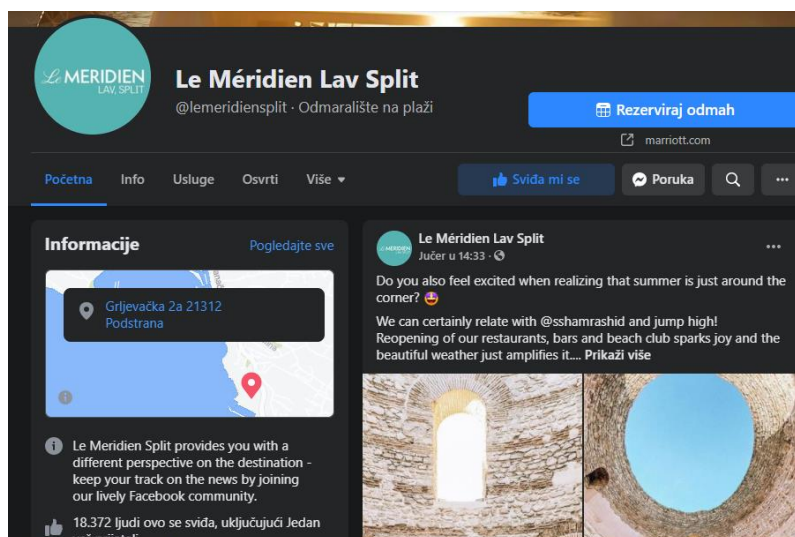 Le MERIDIEN
LAV, SPLIT
Le Méridien Lav Split
@lemeridiensplit · Odmaralište na plaži
Rezerviraj odmah
marriott.com
Početna
Info
Usluge
Osvrti
Više
Sviđa mi se
Poruka
Informacije
Pogledajte sve
Grljevačka 2a 21312
Podstrana
Le Meridien Split provides you with a
different perspective on the destination -
keep your track on the news by joining
our lively Facebook community.
18.372 ljudi ovo se sviđa, uključujući Jedan
Le Méridien Lav Split
Jučer u 14:33 ·
Do you also feel excited when realizing that summer is just around the
corner? 🤩
We can certainly relate with @sshamrashid and jump high!
Reopening of our restaurants, bars and beach club sparks joy and the
beautiful weather just amplifies it.... Prikaži više